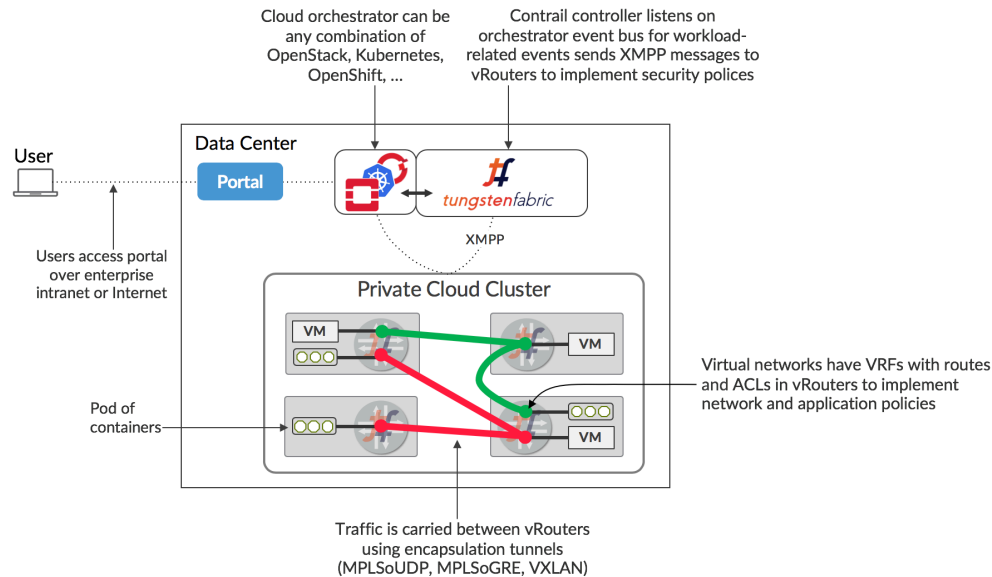 Cloud orchestrator can be
any combination of
OpenStack, Kubernetes,
OpenShift, ...
Contrail controller listens on
orchestrator event bus for workload-
related events sends XMPP messages to
vRouters to implement security polices
Data Center
User
Portal
tungstenfabric
XMPP
Users access portal
over enterprise
intranet or Internet
Private Cloud Cluster
VM
VM
Virtual networks have VRFs with routes
and ACLs in vRouters to implement
network and application policies
Pod of
containers
VM
Traffic is carried between vRouters
using encapsulation tunnels
(MPLSoUDP, MPLSoGRE, VXLAN)